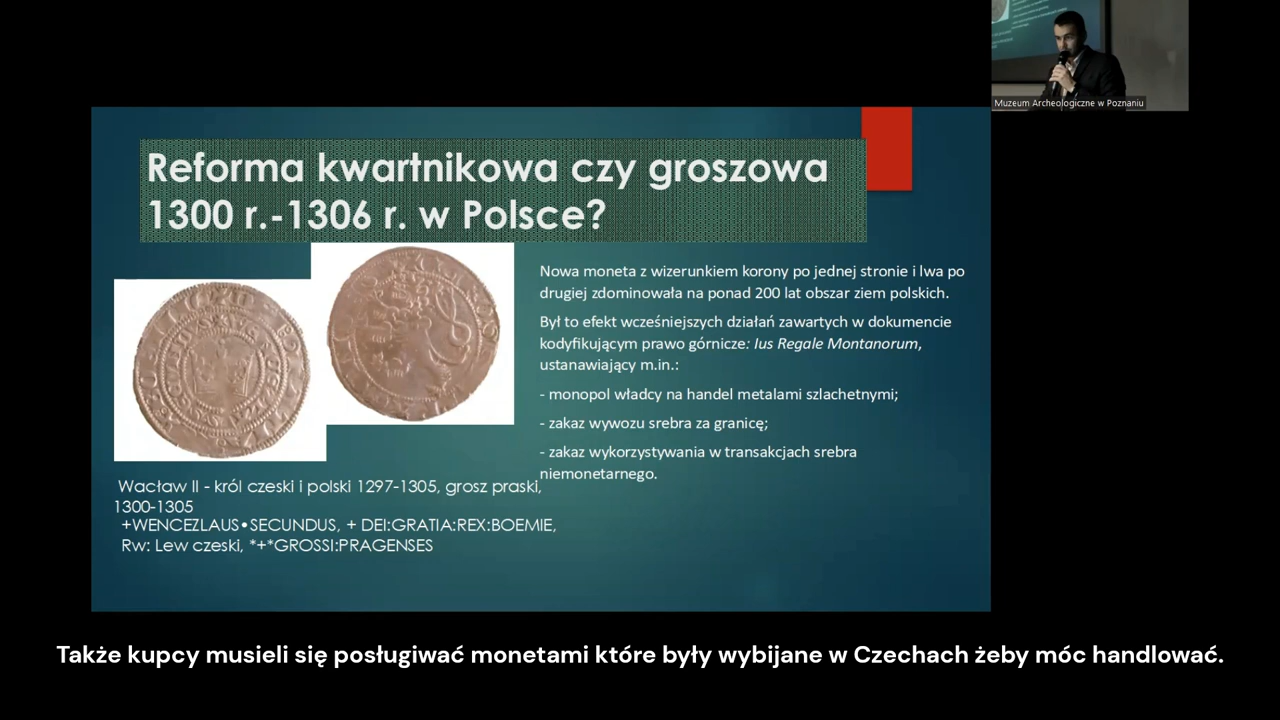 Muzeum Archeologiczne w Poznaniu
Reforma kwartnikowa czy groszowa
1300 r.-1306 r. w Polsce?
Nowa moneta z wizerunkiem korony po jednej stronie i lwa po
drugiej zdominowała na ponad 200 lat obszar ziem polskich.
Był to efekt wcześniejszych działań zawartych w dokumencie
kodyfikującym prawo górnicze: Ius Regale Montanorum,
ustanawiający m.in.:
- monopol władcy na handel metalami szlachetnymi;
- zakaz wywozu srebra za granicę;
- zakaz wykorzystywania w transakcjach srebra
niemonetarnego.
Wacław II - król czeski i polski 1297-1305, grosz praski,
1300-1305
+WENCEZLAUS•SECUNDUS, + DEI:GRATIA:REX:BOEMIE,
Rw: Lew czeski, *+*GROSSI:PRAGENSES
Także kupcy musieli się posługiwać monetami które były wybijane w Czechach żeby móc handlować.